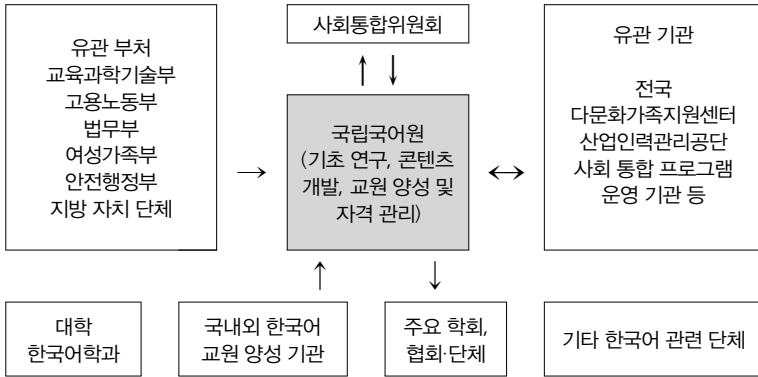 사회통합위원회
유관 부처
교육과학기술부
고용노동부
법무부
여성가족부
안전행정부
지방 자치 단체
국립국어원
(기초 연구, 콘텐츠
개발, 교원 양성 및
자격 관리)
유관 기관
전국
다문화가족지원센터
산업인력관리공단
사회 통합 프로그램
운영 기관 등
대학
한국어학과
국내외 한국어
교원 양성 기관
주요 학회,
협회·단체
기타 한국어 관련 단체